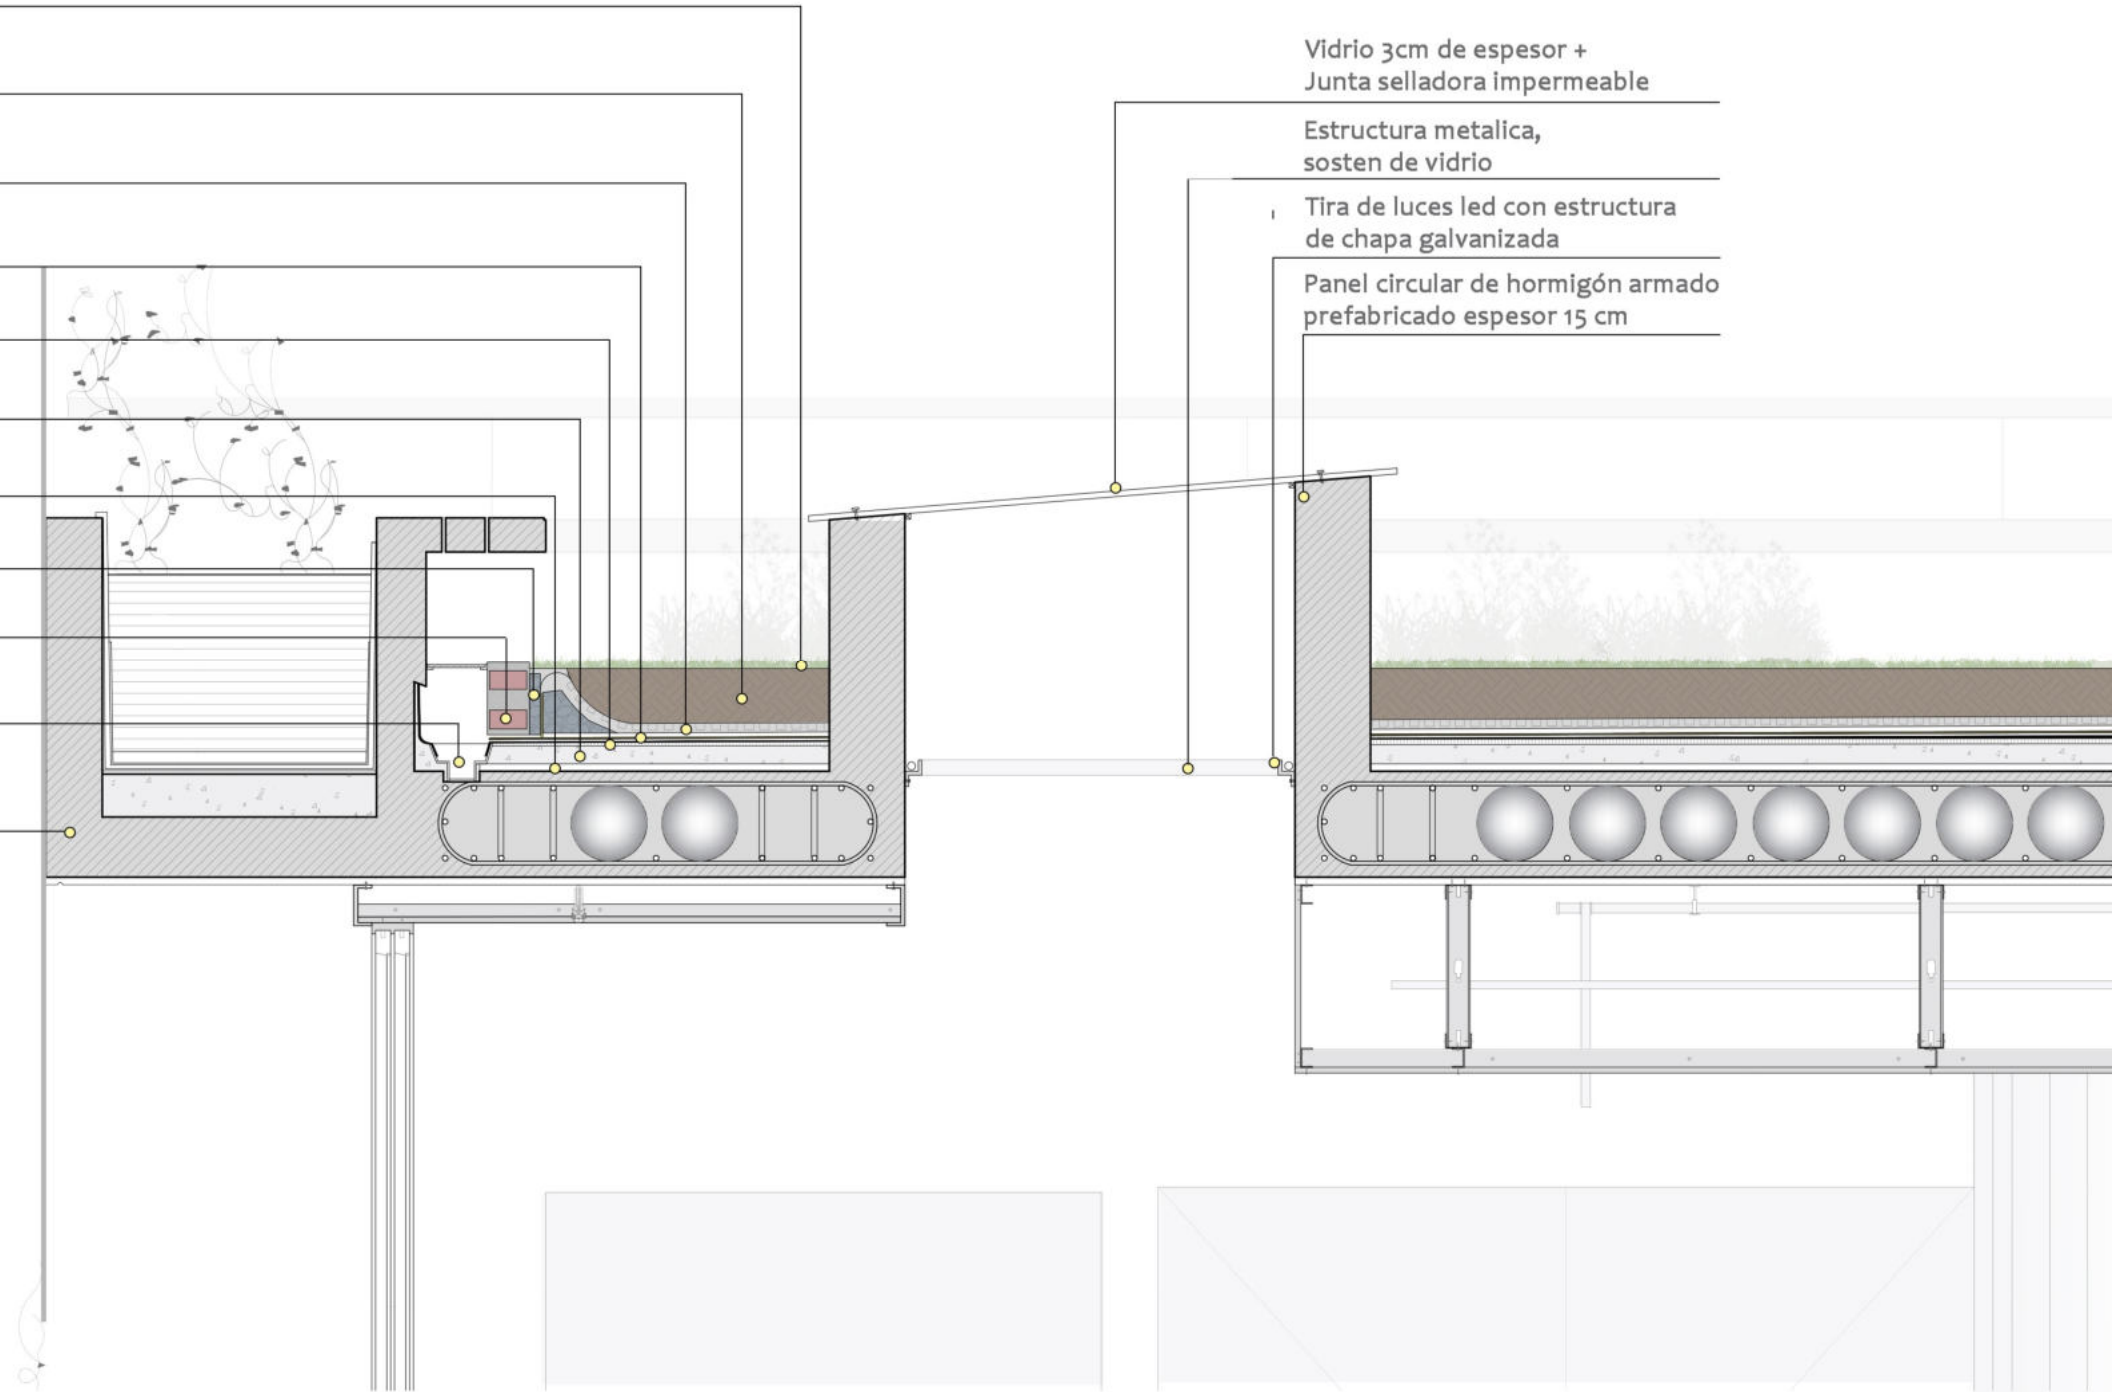 Vidrio 3cm de espesor +
Junta selladora impermeable
Estructura metalica,
sosten de vidrio
Tira de luces led con estructura
de chapa galvanizada
Panel circular de hormigón armado
prefabricado espesor 15 cm